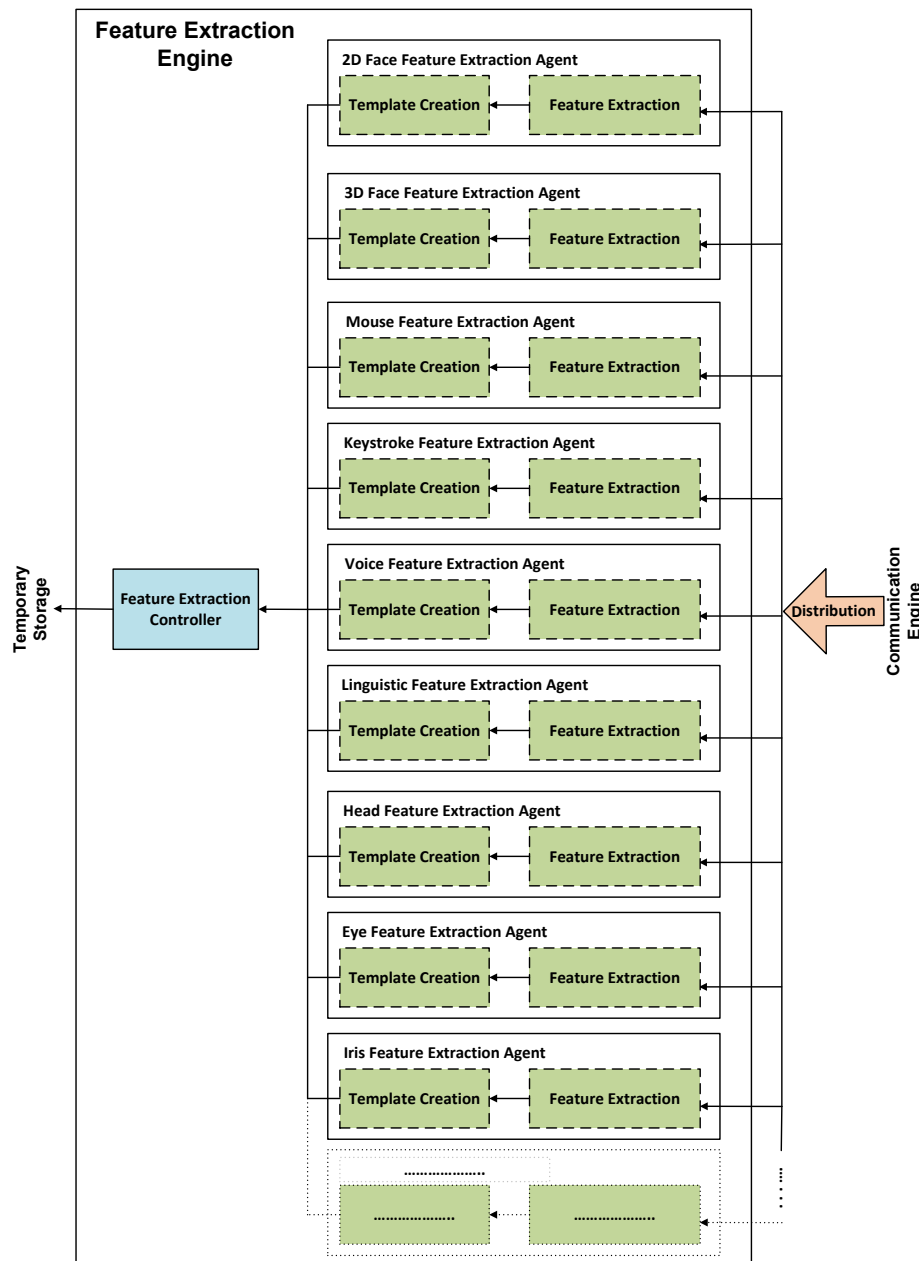 Feature Extraction
Engine
2D Face Feature Extraction Agent
Template Creation
Feature Extraction
3D Face Feature Extraction Agent
Template Creation
Feature Extraction
Mouse Feature Extraction Agent
Template Creation
Feature Extraction
Keystroke Feature Extraction Agent
Template Creation
Feature Extraction
Voice Feature Extraction Agent
Template Creation
Feature Extraction
Temporary
Storage
Feature Extraction
Controller
Distribution
Communication
Engine
Linguistic Feature Extraction Agent
Template Creation
Feature Extraction
Head Feature Extraction Agent
Template Creation
Feature Extraction
Eye Feature Extraction Agent
Template Creation
Feature Extraction
Iris Feature Extraction Agent
Template Creation
Feature Extraction
………………..
………………..
………………..